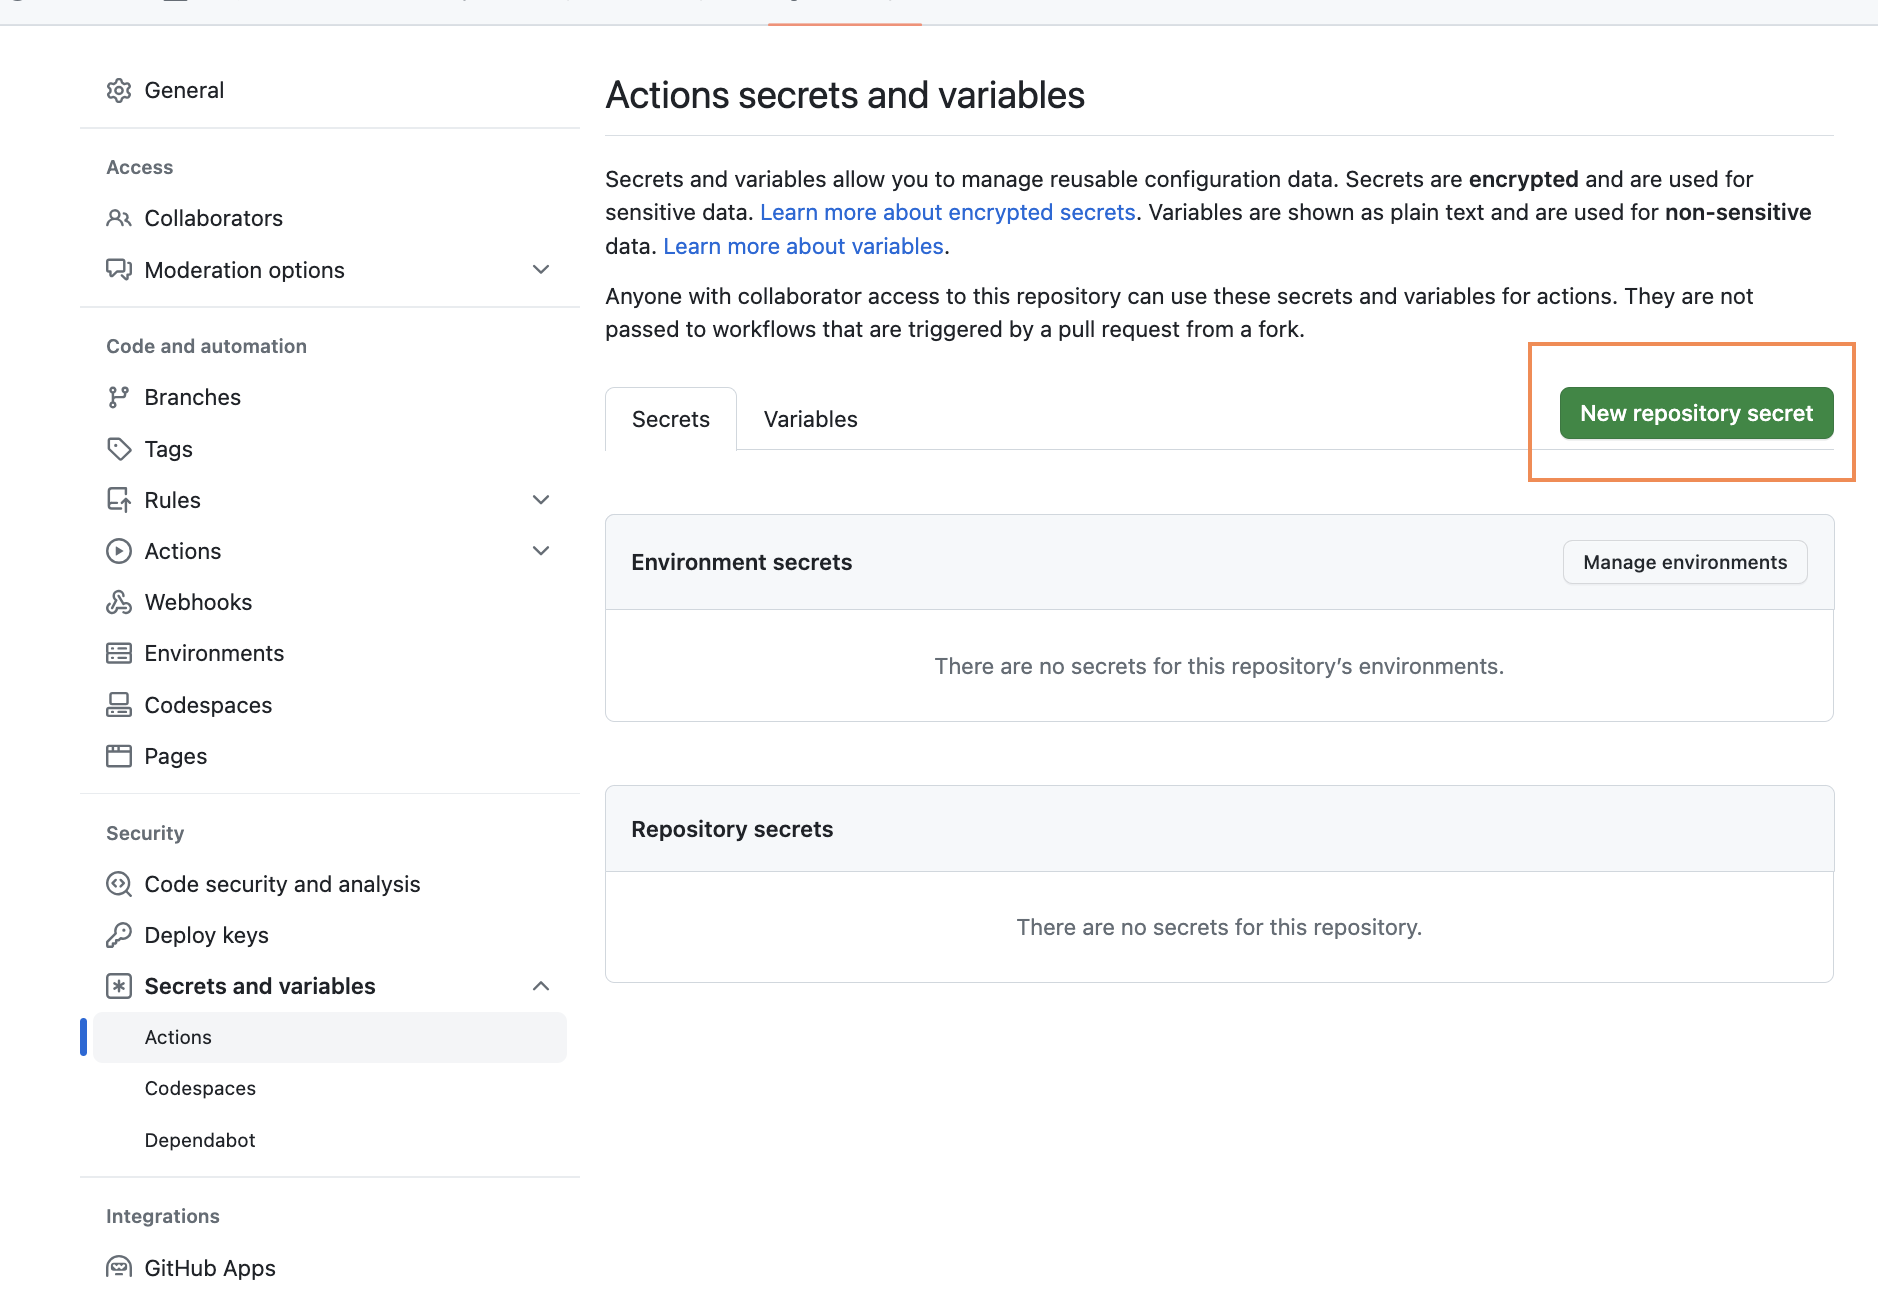 General
Access
Collaborators
Moderation options
Code and automation
Branches
Tags
Rules
Actions
Webhooks
Environments
Codespaces
Pages
Security
Code security and analysis
Deploy keys
Secrets and variables
Actions
Codespaces
Dependabot
Integrations
GitHub Apps
Actions secrets and variables
Secrets and variables allow you to manage reusable configuration data. Secrets are encrypted and are used for
sensitive data. Learn more about encrypted secrets. Variables are shown as plain text and are used for non-sensitive
data. Learn more about variables.
Anyone with collaborator access to this repository can use these secrets and variables for actions. They are not
passed to workflows that are triggered by a pull request from a fork.
Secrets
Variables
New repository secret
Environment secrets
Manage environments
There are no secrets for this repository’s environments.
Repository secrets
There are no secrets for this repository.